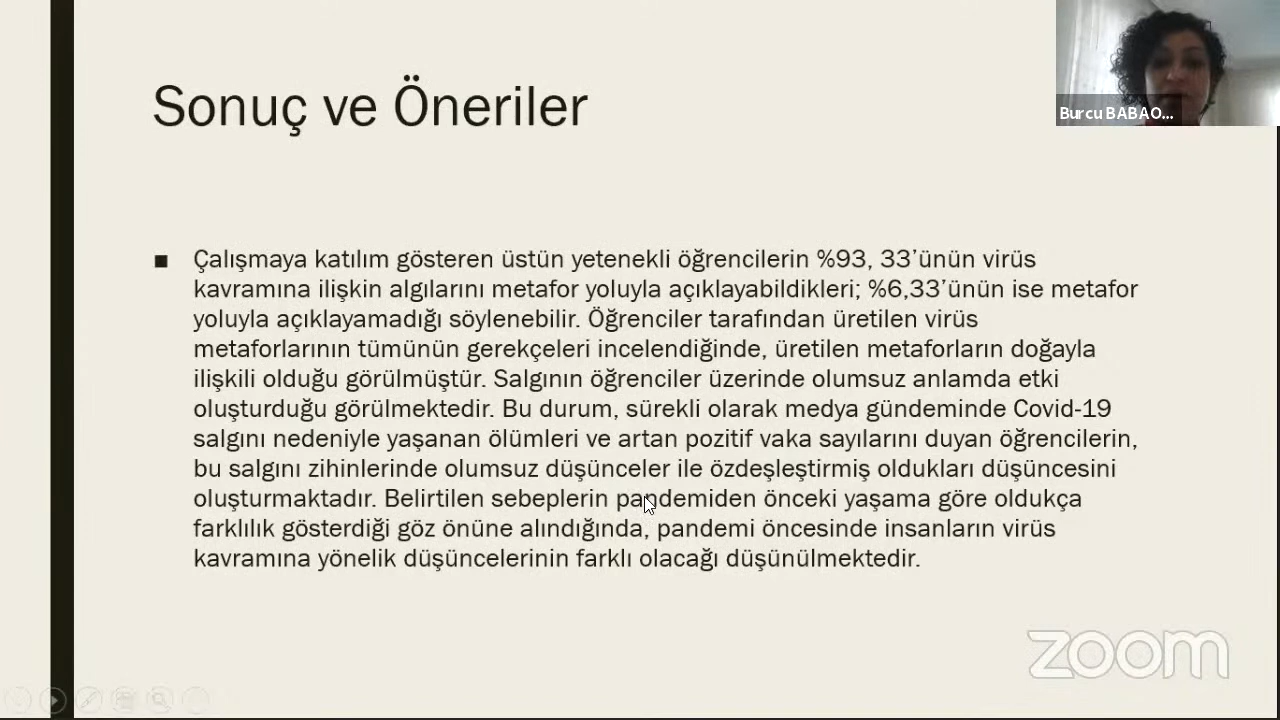 Sonuç ve Öneriler
Burcu BABAO...
▪ Çalışmaya katılım gösteren üstün yetenekli öğrencilerin %93, 33’ünün virüs
kavramına ilişkin algılarını metafor yoluyla açıklayabildikleri; %6,33’ünün ise metafor
yoluyla açıklayamadığı söylenebilir. Öğrenciler tarafından üretilen virüs
metaforlarının tümünün gerekçeleri incelendiğinde, üretilen metaforların doğayla
ilişkili olduğu görülmüştür. Salgının öğrenciler üzerinde olumsuz anlamda etki
oluşturduğu görülmektedir. Bu durum, sürekli olarak medya gündeminde Covid-19
salgını nedeniyle yaşanan ölümleri ve artan pozitif vaka sayılarını duyan öğrencilerin,
bu salgını zihinlerinde olumsuz düşünceler ile özdeşleştirmiş oldukları düşüncesini
oluşturmaktadır. Belirtilen sebeplerin pandemiden önceki yaşama göre oldukça
farklılık gösterdiği göz önüne alındığında, pandemi öncesinde insanların virüs
kavramına yönelik düşüncelerinin farklı olacağı düşünülmektedir.
zoom